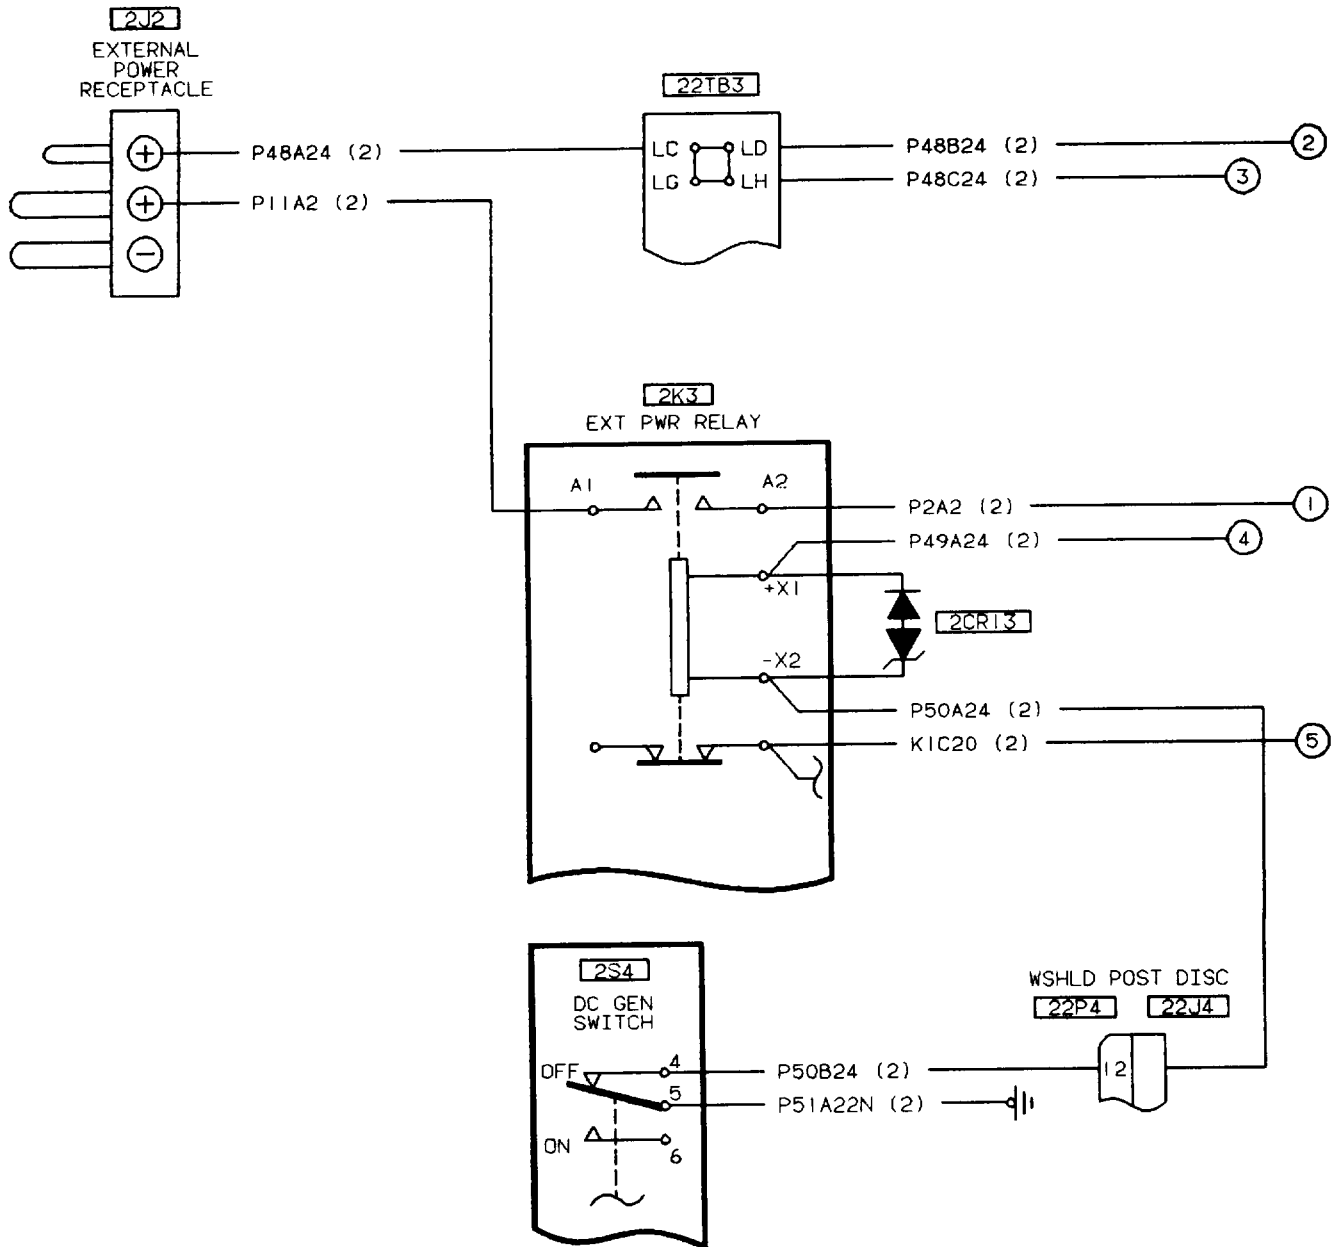 2J2
EXTERNAL
POWER
RECEPTACLE
22TB3
+ P48A24 (2)
LC LD
P48B24 (2) 2
LG LH
P48C24 (2) 3
+ P11A2 (2)
−
2K3
EXT PWR RELAY
A1 A2
P2A2 (2) 1
P49A24 (2) 4
+X1
2CR13
-X2
P50A24 (2)
K1C20 (2) 5
2S4
DC GEN
SWITCH
WSHLD POST DISC
22P4 22J4
OFF 4 P50B24 (2) 12
5 P51A22N (2)
ON 6